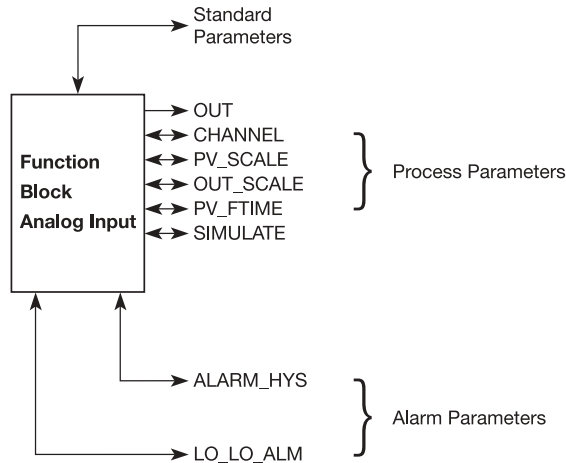 Standard
Parameters
Function
Block
Analog Input
OUT
CHANNEL
PV_SCALE
OUT_SCALE
PV_FTIME
SIMULATE
Process Parameters
ALARM_HYS
LO_LO_ALM
Alarm Parameters